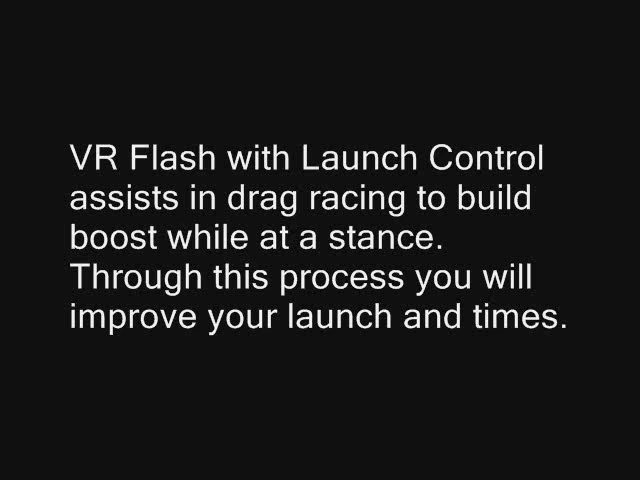 VR Flash with Launch Control
assists in drag racing to build
boost while at a stance.
Through this process you will
improve your launch and times.